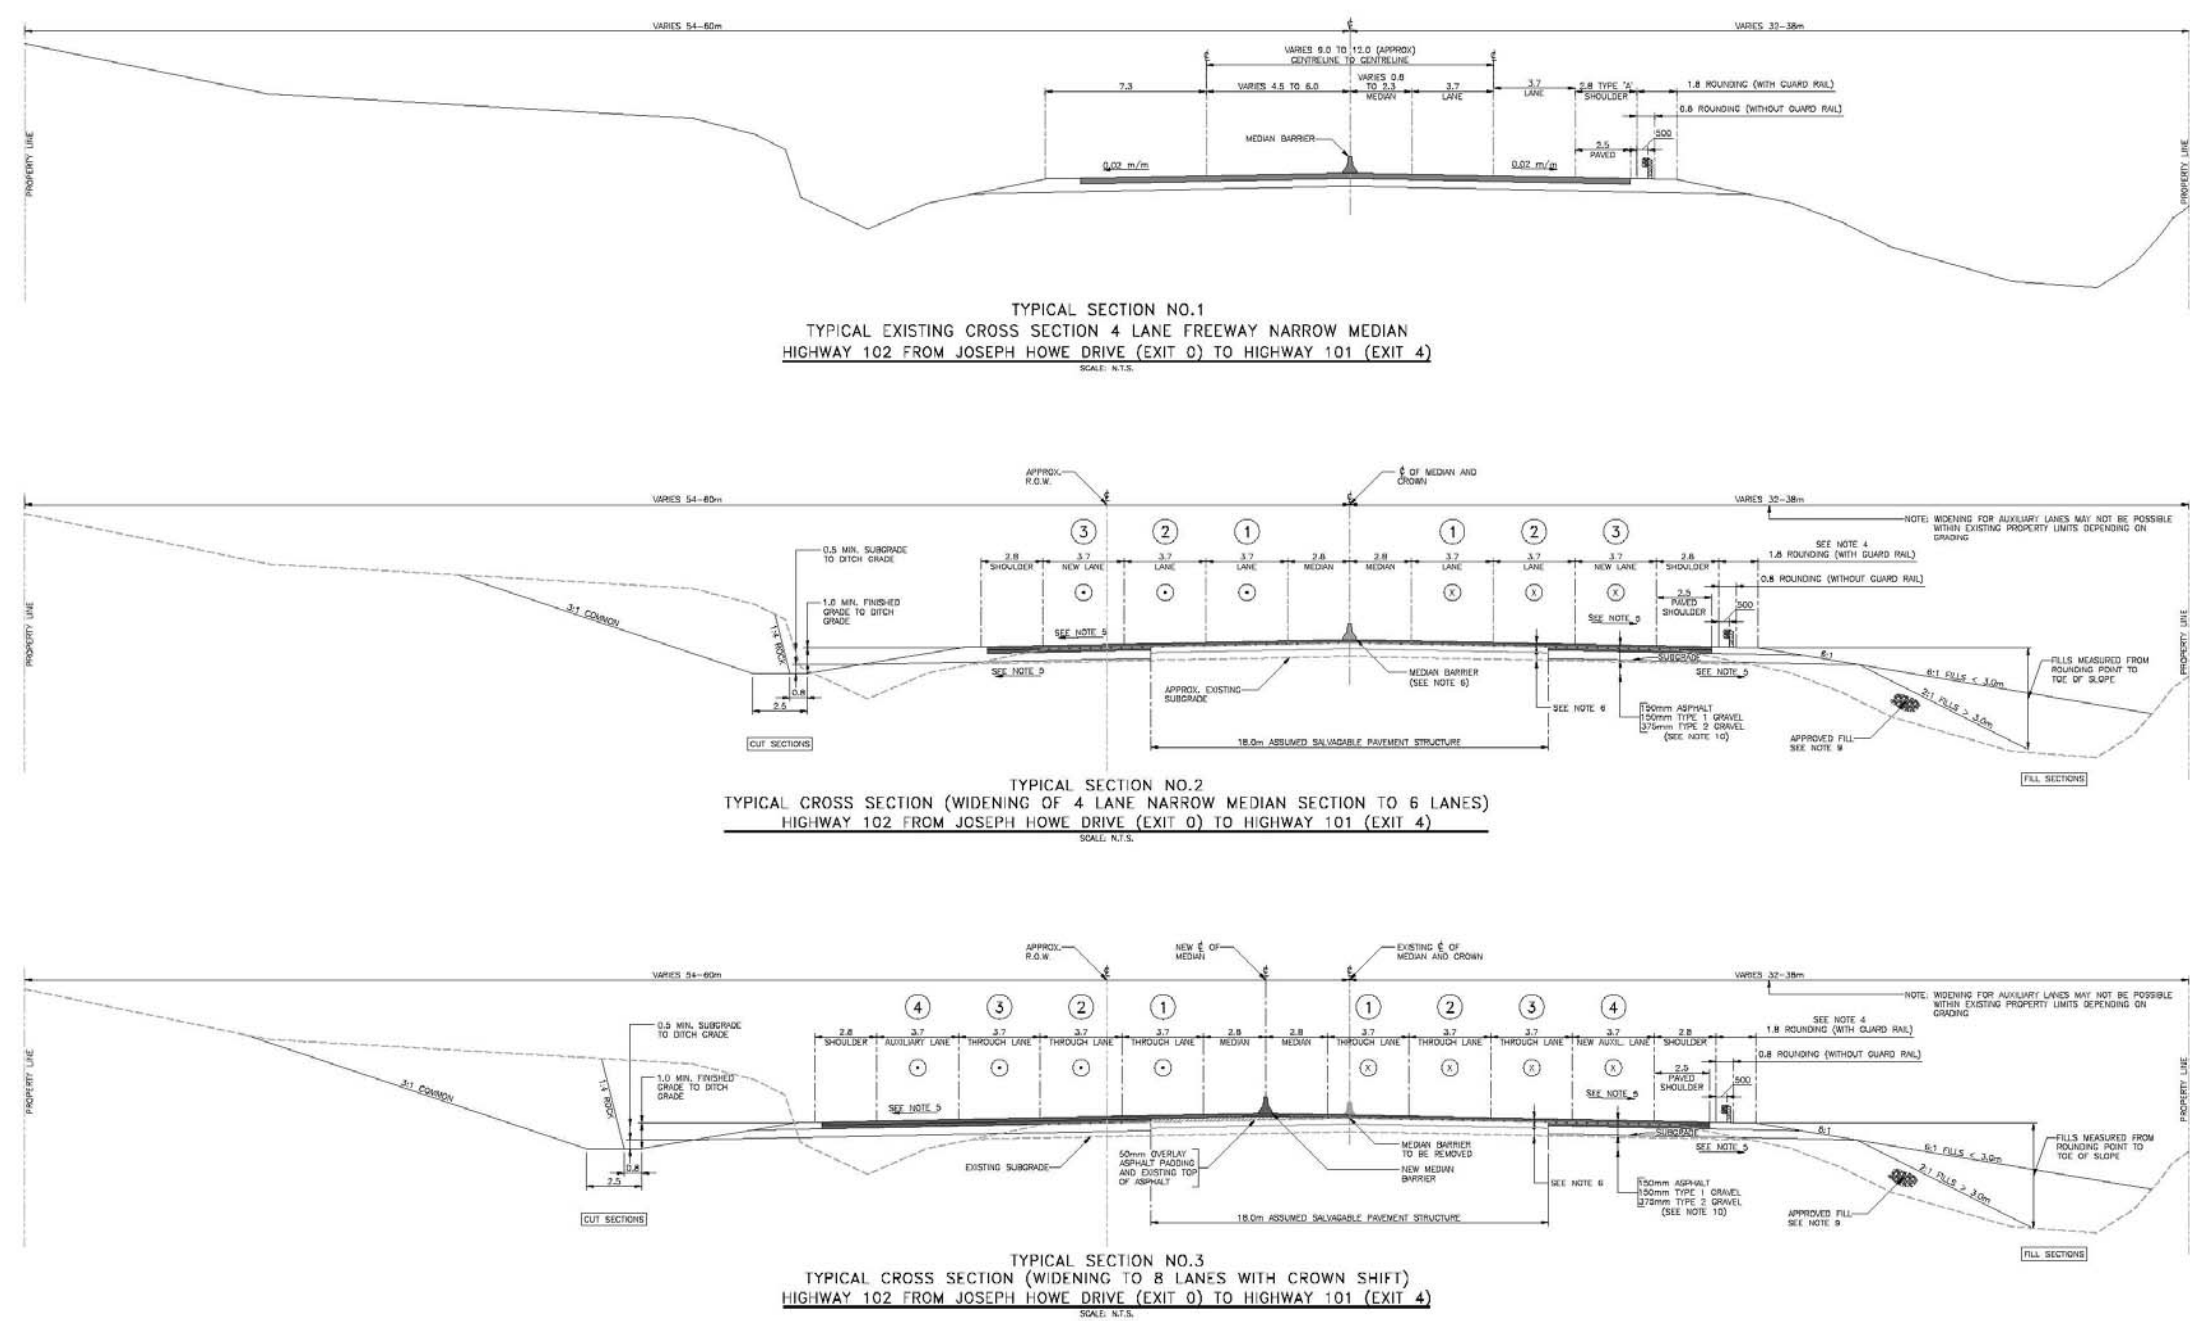 VARIES 54-60m
VARIES 32-38m
VARIES 9.0 TO 12.0 (APPROX)
CENTRELINE TO CENTRELINE
7.3
VARIES 4.5 TO 6.0
VARIES 0.8
TO 2.3
MEDIAN
3.7
LANE
3.7
LANE
2.8 TYPE "A"
SHOULDER
1.8 ROUNDING (WITH GUARD RAIL)
0.8 ROUNDING (WITHOUT GUARD RAIL)
500
2.5
PAVED
MEDIAN BARRIER
0.02 m/m
0.02 m/m
PROPERTY LINE
PROPERTY LINE
TYPICAL SECTION NO.1
TYPICAL EXISTING CROSS SECTION 4 LANE FREEWAY NARROW MEDIAN
HIGHWAY 102 FROM JOSEPH HOWE DRIVE (EXIT 0) TO HIGHWAY 101 (EXIT 4)
SCALE: N.T.S.
APPROX.
R.O.W.
℄ OF MEDIAN AND
CROWN
VARIES 54-60m
VARIES 32-38m
NOTE: WIDENING FOR AUXILIARY LANES MAY NOT BE POSSIBLE
WITHIN EXISTING PROPERTY LIMITS DEPENDING ON
GRADING
3 2 1 1 2 3
2.8 SHOULDER
3.7 NEW LANE
3.7 LANE
3.7 LANE
2.8 MEDIAN
2.8 MEDIAN
3.7 LANE
3.7 LANE
3.7 NEW LANE
2.8 SHOULDER
SEE NOTE 4
1.8 ROUNDING (WITH GUARD RAIL)
0.8 ROUNDING (WITHOUT GUARD RAIL)
0.5 MIN. SUBGRADE
TO DITCH GRADE
1.0 MIN. FINISHED
GRADE TO DITCH
GRADE
3:1 COMMON
1:4 ROCK
2.5
PAVED
SHOULDER
500
SEE NOTE 5
SEE NOTE 5
SEE NOTE 5
SEE NOTE 5
SUBGRADE
6:1
6:1 FILLS < 3.0m
2:1 FILLS > 3.0m
FILLS MEASURED FROM
ROUNDING POINT TO
TOE OF SLOPE
APPROX. EXISTING
SUBGRADE
MEDIAN BARRIER
(SEE NOTE 6)
SEE NOTE 6
150mm ASPHALT
150mm TYPE 1 GRAVEL
375mm TYPE 2 GRAVEL
(SEE NOTE 10)
APPROVED FILL
SEE NOTE 9
0.8
2.5
CUT SECTIONS
18.0m ASSUMED SALVAGABLE PAVEMENT STRUCTURE
FILL SECTIONS
PROPERTY LINE
PROPERTY LINE
TYPICAL SECTION NO.2
TYPICAL CROSS SECTION (WIDENING OF 4 LANE NARROW MEDIAN SECTION TO 6 LANES)
HIGHWAY 102 FROM JOSEPH HOWE DRIVE (EXIT 0) TO HIGHWAY 101 (EXIT 4)
SCALE: N.T.S.
APPROX.
R.O.W.
NEW ℄ OF
MEDIAN
EXISTING ℄ OF
MEDIAN AND CROWN
VARIES 54-60m
VARIES 32-38m
NOTE: WIDENING FOR AUXILIARY LANES MAY NOT BE POSSIBLE
WITHIN EXISTING PROPERTY LIMITS DEPENDING ON
GRADING
4 3 2 1 1 2 3 4
2.8 SHOULDER
3.7 AUXILIARY LANE
3.7 THROUGH LANE
3.7 THROUGH LANE
3.7 THROUGH LANE
2.8 MEDIAN
2.8 MEDIAN
3.7 THROUGH LANE
3.7 THROUGH LANE
3.7 THROUGH LANE
3.7 NEW AUXIL. LANE
2.8 SHOULDER
SEE NOTE 4
1.8 ROUNDING (WITH GUARD RAIL)
0.8 ROUNDING (WITHOUT GUARD RAIL)
0.5 MIN. SUBGRADE
TO DITCH GRADE
1.0 MIN. FINISHED
GRADE TO DITCH
GRADE
3:1 COMMON
1:4 ROCK
2.5
PAVED
SHOULDER
500
SEE NOTE 5
SEE NOTE 5
SEE NOTE 5
SUBGRADE
6:1
6:1 FILLS < 3.0m
2:1 FILLS > 3.0m
FILLS MEASURED FROM
ROUNDING POINT TO
TOE OF SLOPE
EXISTING SUBGRADE
50mm OVERLAY
ASPHALT PADDING
AND EXISTING TOP
OF ASPHALT
MEDIAN BARRIER
TO BE REMOVED
NEW MEDIAN
BARRIER
SEE NOTE 6
150mm ASPHALT
150mm TYPE 1 GRAVEL
375mm TYPE 2 GRAVEL
(SEE NOTE 10)
APPROVED FILL
SEE NOTE 9
0.8
2.5
CUT SECTIONS
18.0m ASSUMED SALVAGABLE PAVEMENT STRUCTURE
FILL SECTIONS
PROPERTY LINE
PROPERTY LINE
TYPICAL SECTION NO.3
TYPICAL CROSS SECTION (WIDENING TO 8 LANES WITH CROWN SHIFT)
HIGHWAY 102 FROM JOSEPH HOWE DRIVE (EXIT 0) TO HIGHWAY 101 (EXIT 4)
SCALE: N.T.S.